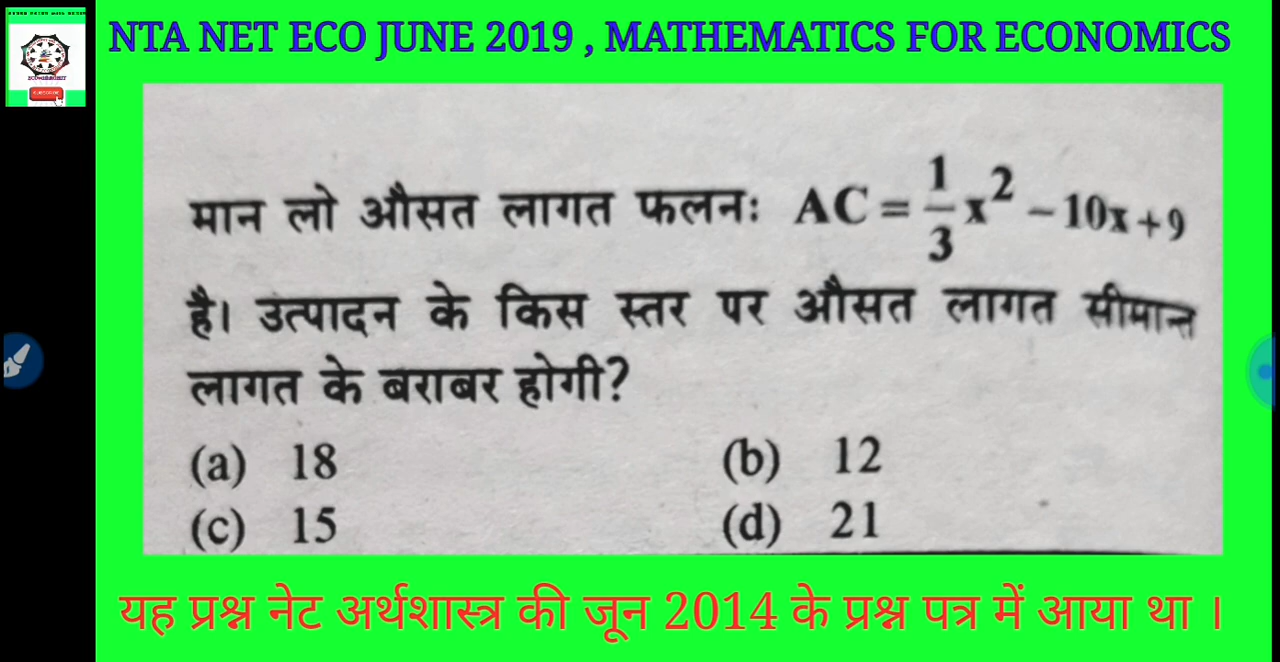 NTA NET ECO JUNE 2019 , MATHEMATICS FOR ECONOMICS
मान लो औसत लागत फलनः AC = 1/3 x² − 10x + 9
है। उत्पादन के किस स्तर पर औसत लागत सीमान्त
लागत के बराबर होगी?
(a) 18 (b) 12
(c) 15 (d) 21
यह प्रश्न नेट अर्थशास्त्र की जून 2014 के प्रश्न पत्र में आया था ।